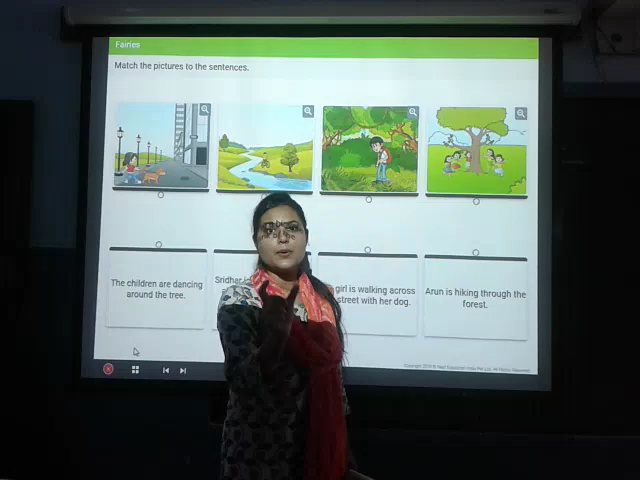 Fairies
Match the pictures to the sentences.
The children are dancing
around the tree.
Sridhar
girl is walking across
street with her dog.
Arun is hiking through the
forest.